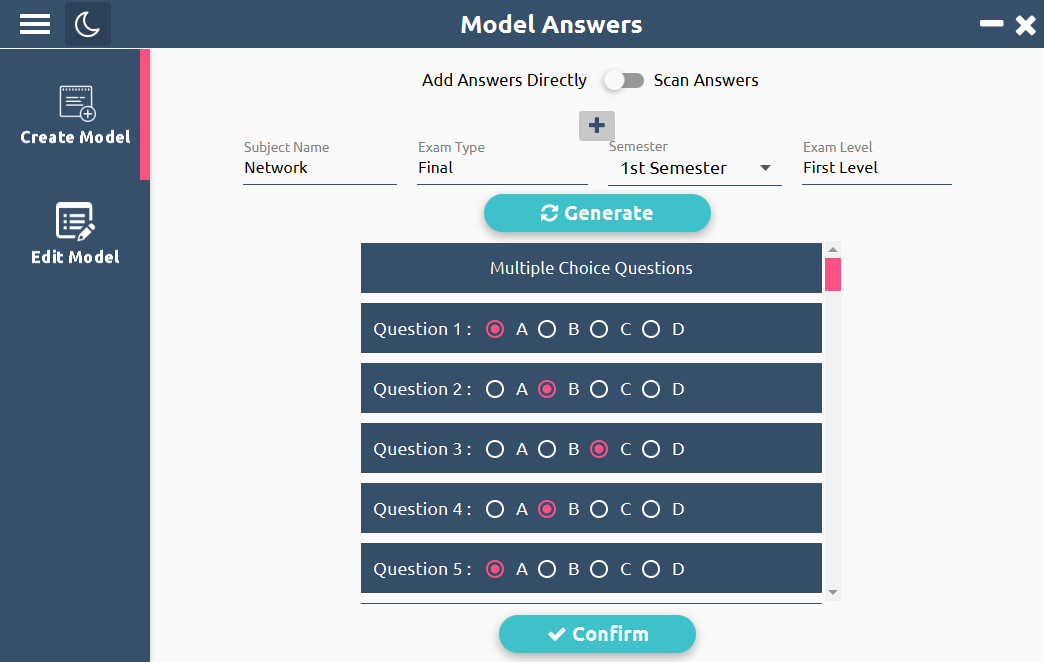 Model Answers
Add Answers Directly Scan Answers
Create Model
Edit Model
Subject Name Exam Type Semester Exam Level
Network Final 1st Semester First Level
Generate
Multiple Choice Questions
Question 1 : A B C D
Question 2 : A B C D
Question 3 : A B C D
Question 4 : A B C D
Question 5 : A B C D
Confirm